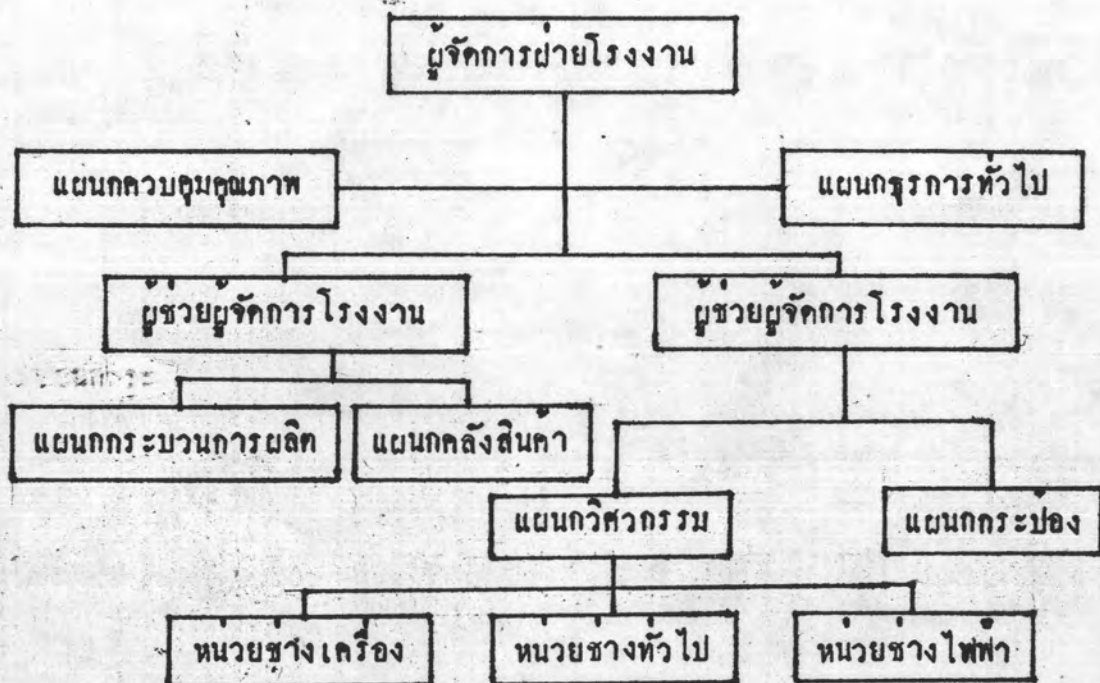 ผู้จัดการฝ่ายโรงงาน
แผนกควบคุมคุณภาพ
แผนกธุรการทั่วไป
ผู้ช่วยผู้จัดการโรงงาน
ผู้ช่วยผู้จัดการโรงงาน
แผนกกระบวนการผลิต
แผนกคลังสินค้า
แผนกวิศวกรรม
แผนกกระป๋อง
หน่วยช่างเครื่อง
หน่วยช่างทั่วไป
หน่วยช่างไฟฟ้า